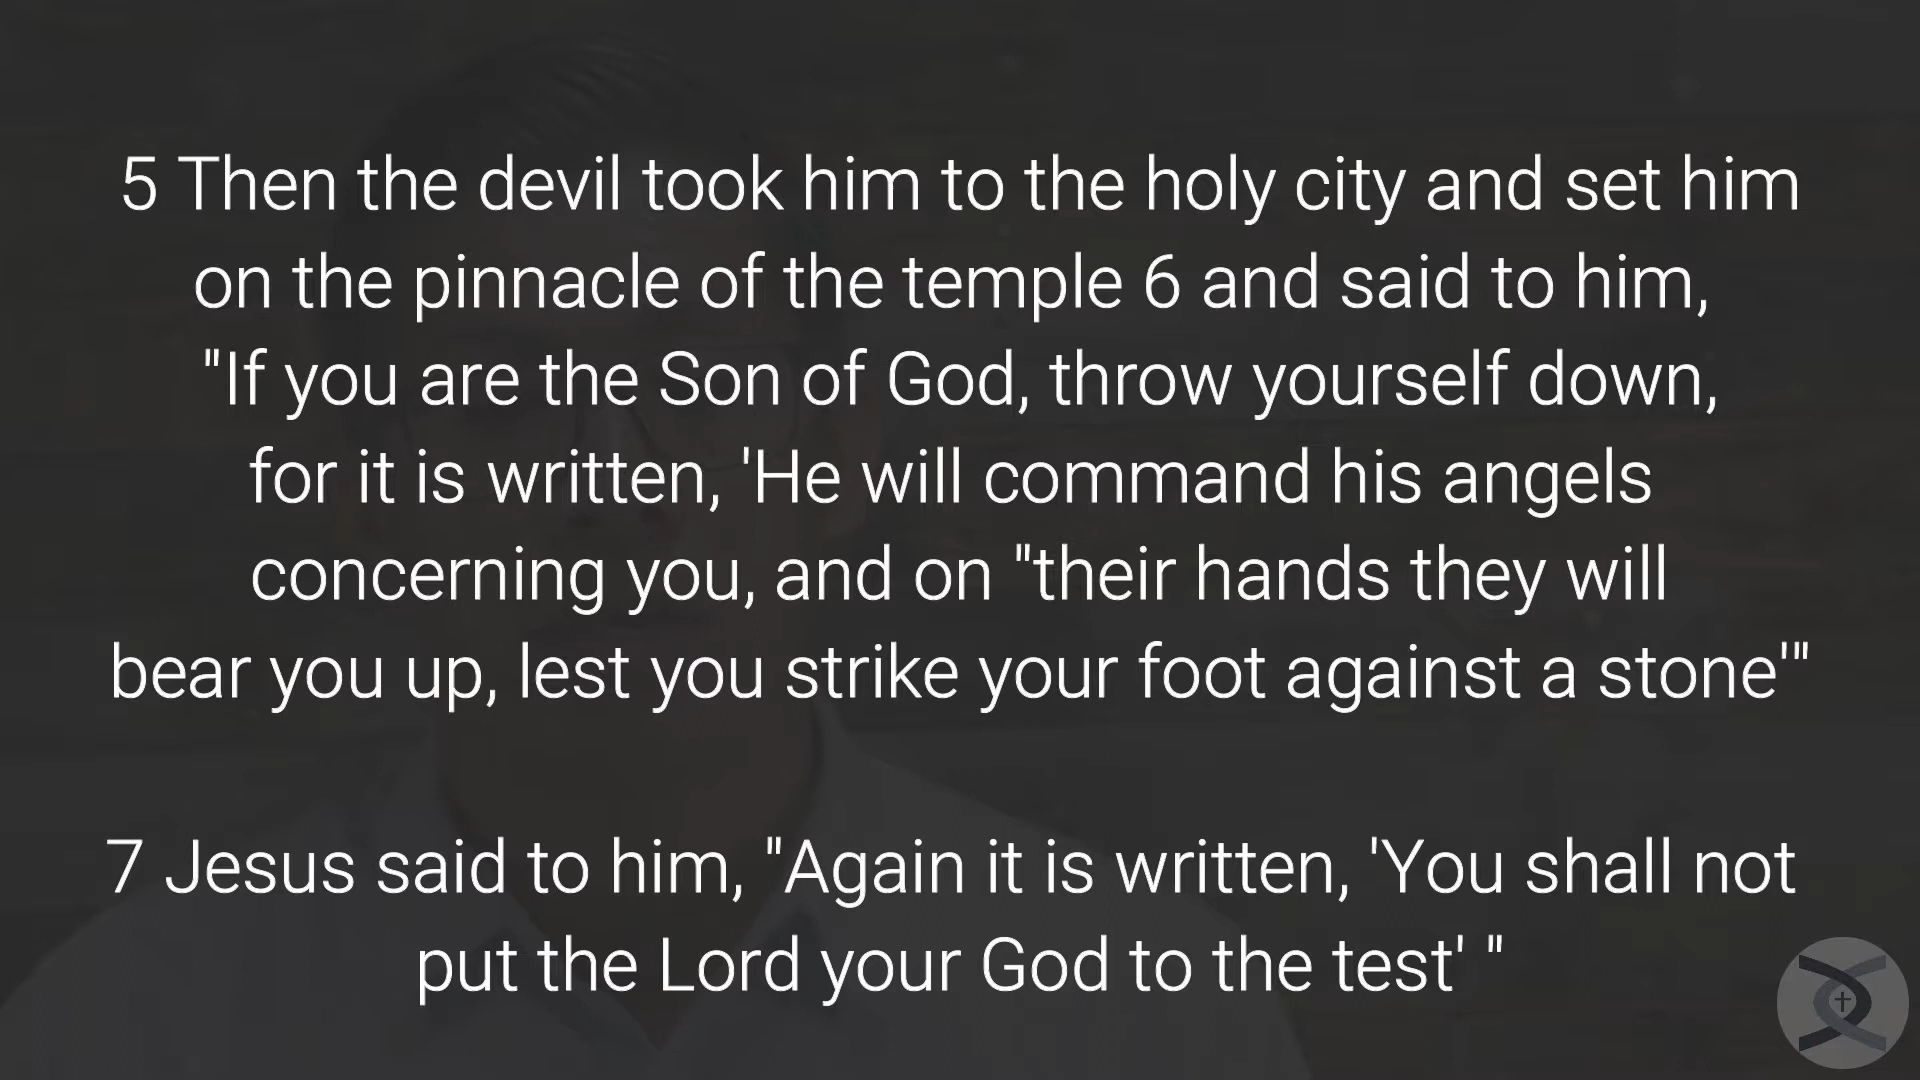 5 Then the devil took him to the holy city and set him
on the pinnacle of the temple 6 and said to him,
"If you are the Son of God, throw yourself down,
for it is written, 'He will command his angels
concerning you, and on "their hands they will
bear you up, lest you strike your foot against a stone'"
7 Jesus said to him, "Again it is written, 'You shall not
put the Lord your God to the test' "